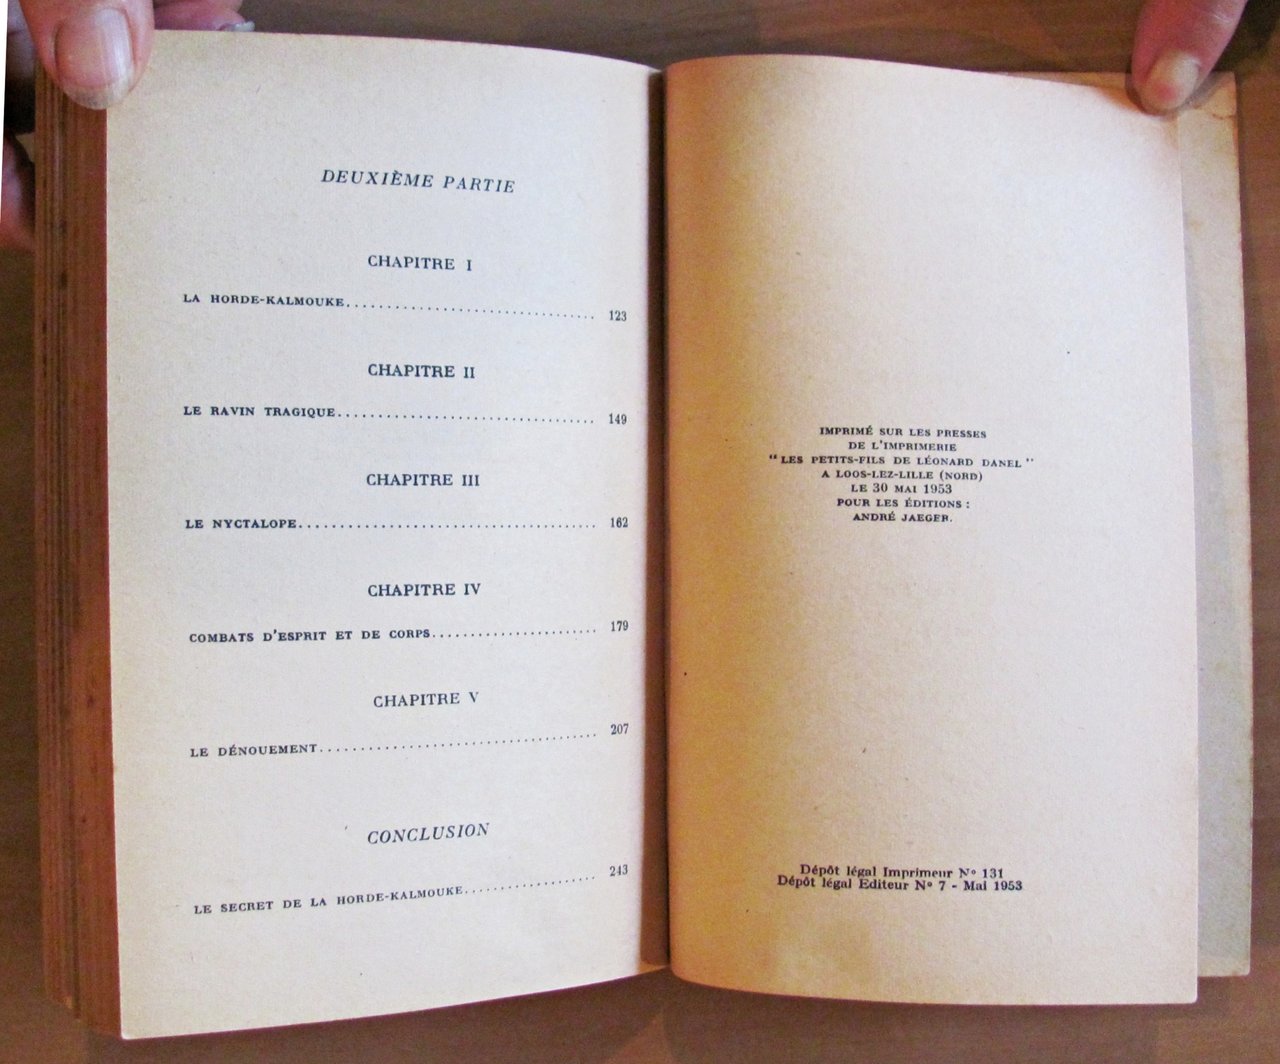 DEUXIÈME PARTIE
CHAPITRE I
LA HORDE-KALMOUKE................................ 123
CHAPITRE II
LE RAVIN TRAGIQUE................................ 149
CHAPITRE III
LE NYCTALOPE................................ 162
CHAPITRE IV
COMBATS D'ESPRIT ET DE CORPS...................... 179
CHAPITRE V
LE DÉNOUEMENT................................ 207
CONCLUSION
LE SECRET DE LA HORDE-KALMOUKE.................. 243
IMPRIMÉ SUR LES PRESSES
DE L'IMPRIMERIE
"LES PETITS-FILS DE LÉONARD DANEL"
A LOOS-LEZ-LILLE (NORD)
LE 30 MAI 1953
POUR LES ÉDITIONS :
ANDRÉ JAEGER.
Dépôt légal Imprimeur N° 131
Dépôt légal Editeur N° 7 - Mai 1953